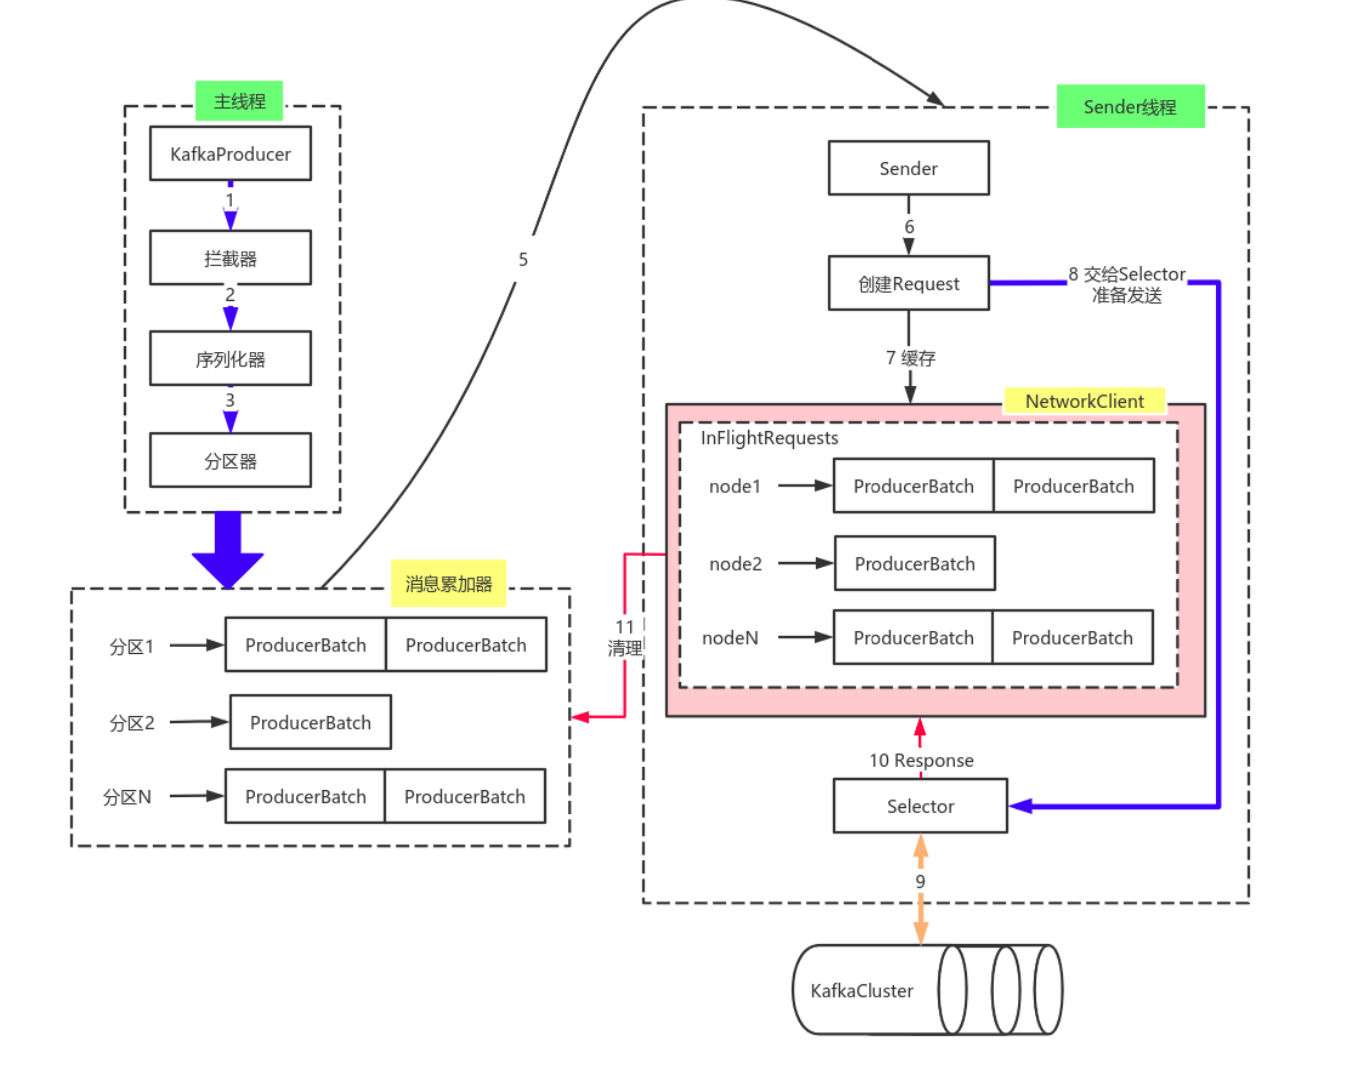 主线程
KafkaProducer
1
拦截器
2
序列化器
3
分区器
消息累加器
分区1
ProducerBatch
ProducerBatch
分区2
ProducerBatch
分区N
ProducerBatch
ProducerBatch
5
Sender线程
Sender
6
创建Request
8 交给Selector
准备发送
7 缓存
NetworkClient
InFlightRequests
node1
ProducerBatch
ProducerBatch
node2
ProducerBatch
nodeN
ProducerBatch
ProducerBatch
11
清理
10 Response
Selector
9
KafkaCluster